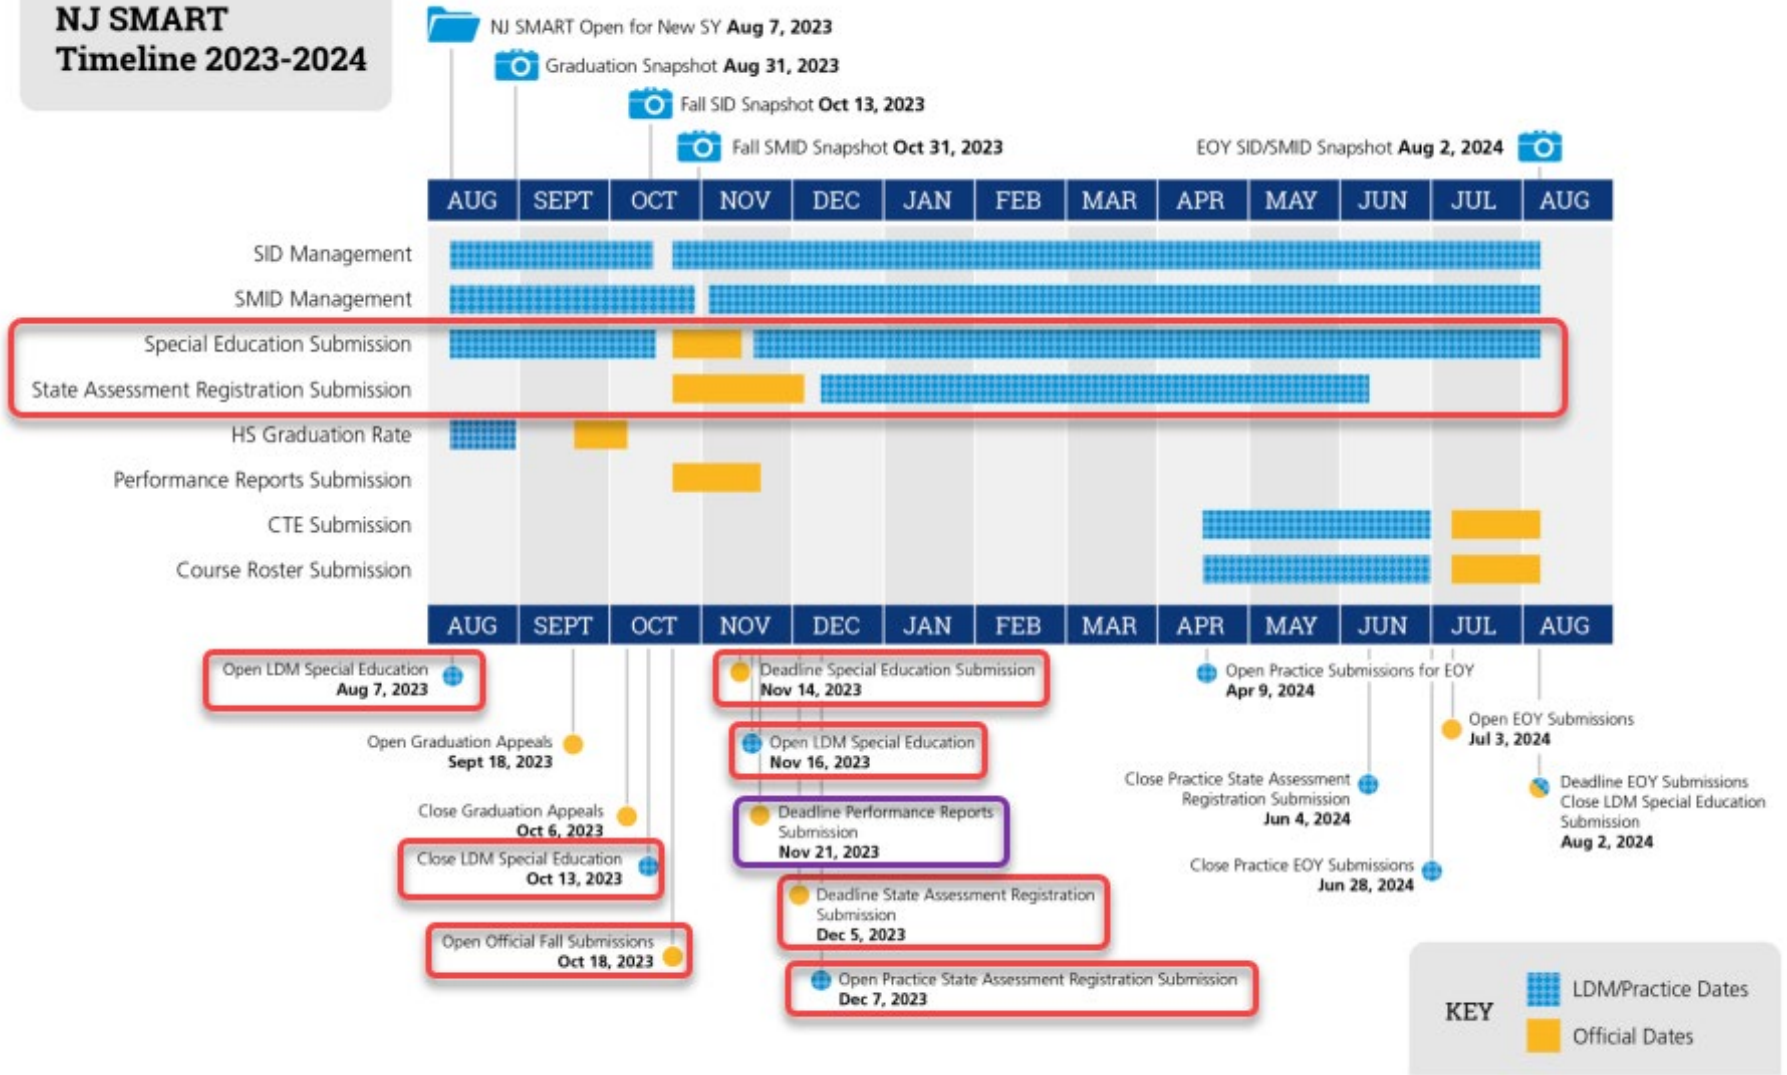 NJ SMART
Timeline 2023-2024
NJ SMART Open for New SY Aug 7, 2023
Graduation Snapshot Aug 31, 2023
Fall SID Snapshot Oct 13, 2023
Fall SMID Snapshot Oct 31, 2023
EOY SID/SMID Snapshot Aug 2, 2024
AUG SEPT OCT NOV DEC JAN FEB MAR APR MAY JUN JUL AUG
SID Management
SMID Management
Special Education Submission
State Assessment Registration Submission
HS Graduation Rate
Performance Reports Submission
CTE Submission
Course Roster Submission
AUG SEPT OCT NOV DEC JAN FEB MAR APR MAY JUN JUL AUG
Open LDM Special Education
Aug 7, 2023
Open Graduation Appeals
Sept 18, 2023
Close Graduation Appeals
Oct 6, 2023
Close LDM Special Education
Oct 13, 2023
Open Official Fall Submissions
Oct 18, 2023
Deadline Special Education Submission
Nov 14, 2023
Open LDM Special Education
Nov 16, 2023
Deadline Performance Reports
Submission
Nov 21, 2023
Deadline State Assessment Registration
Submission
Dec 5, 2023
Open Practice State Assessment Registration Submission
Dec 7, 2023
Open Practice Submissions for EOY
Apr 9, 2024
Close Practice State Assessment
Registration Submission
Jun 4, 2024
Close Practice EOY Submissions
Jun 28, 2024
Open EOY Submissions
Jul 3, 2024
Deadline EOY Submissions
Close LDM Special Education
Submission
Aug 2, 2024
KEY
LDM/Practice Dates
Official Dates